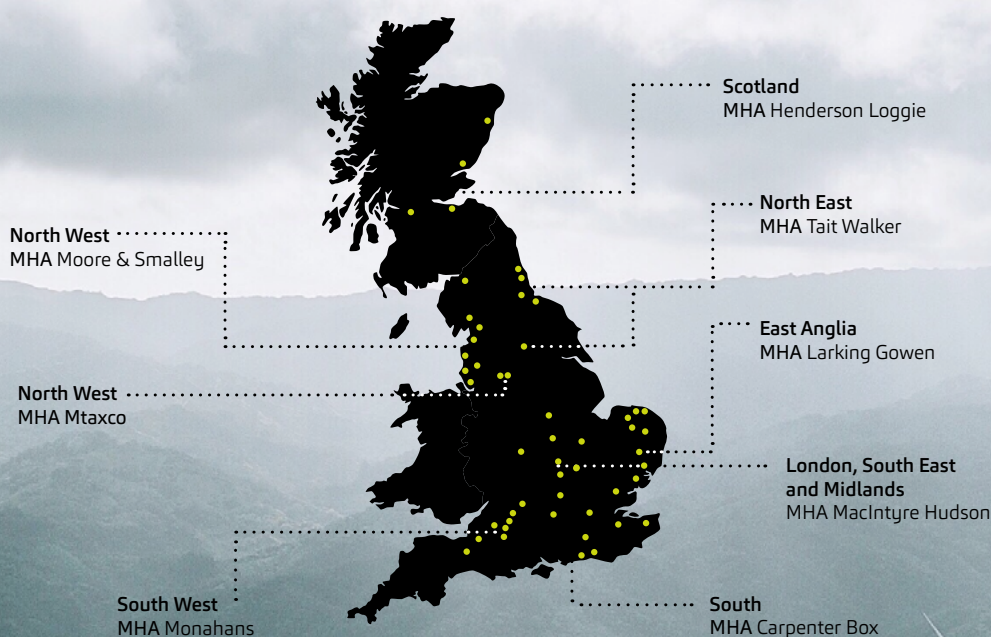 Scotland
MHA Henderson Loggie
North East
MHA Tait Walker
North West
MHA Moore & Smalley
East Anglia
MHA Larking Gowen
North West
MHA Mtaxco
London, South East
and Midlands
MHA MacIntyre Hudson
South West
MHA Monahans
South
MHA Carpenter Box